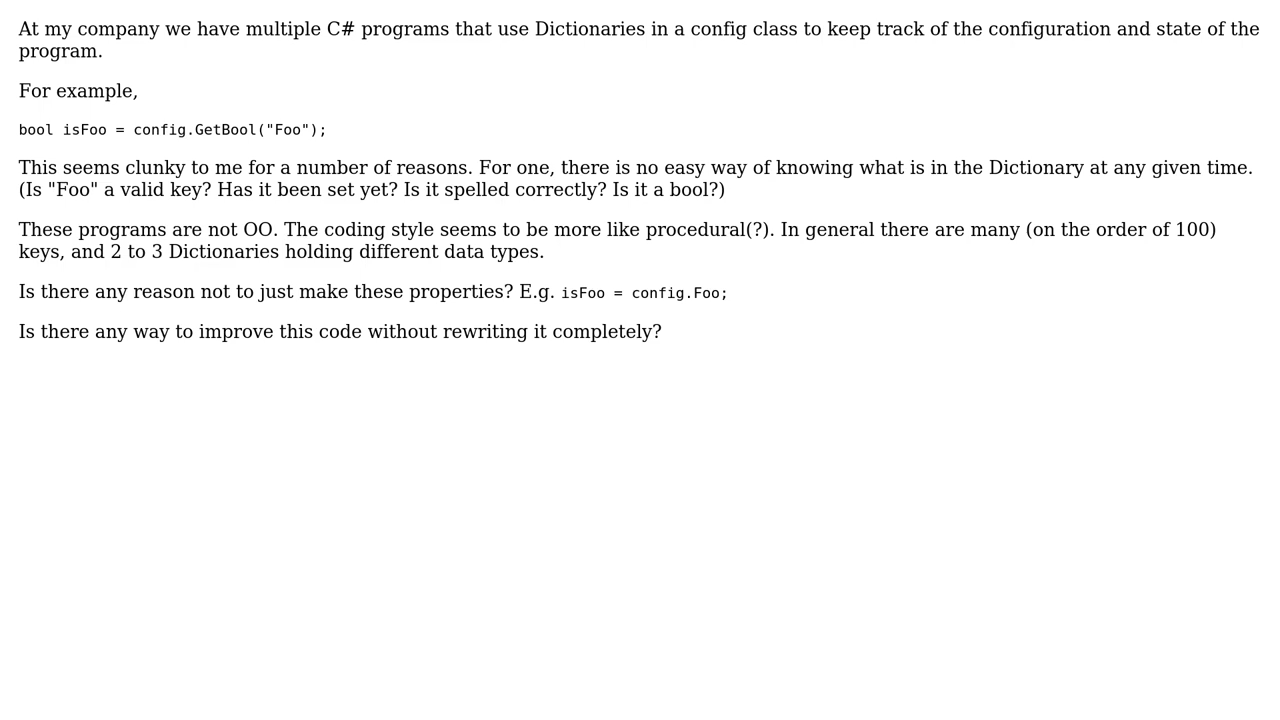 At my company we have multiple C# programs that use Dictionaries in a config class to keep track of the configuration and state of the
program.
For example,
bool isFoo = config.GetBool("Foo");
This seems clunky to me for a number of reasons. For one, there is no easy way of knowing what is in the Dictionary at any given time.
(Is "Foo" a valid key? Has it been set yet? Is it spelled correctly? Is it a bool?)
These programs are not OO. The coding style seems to be more like procedural(?). In general there are many (on the order of 100)
keys, and 2 to 3 Dictionaries holding different data types.
Is there any reason not to just make these properties? E.g. isFoo = config.Foo;
Is there any way to improve this code without rewriting it completely?